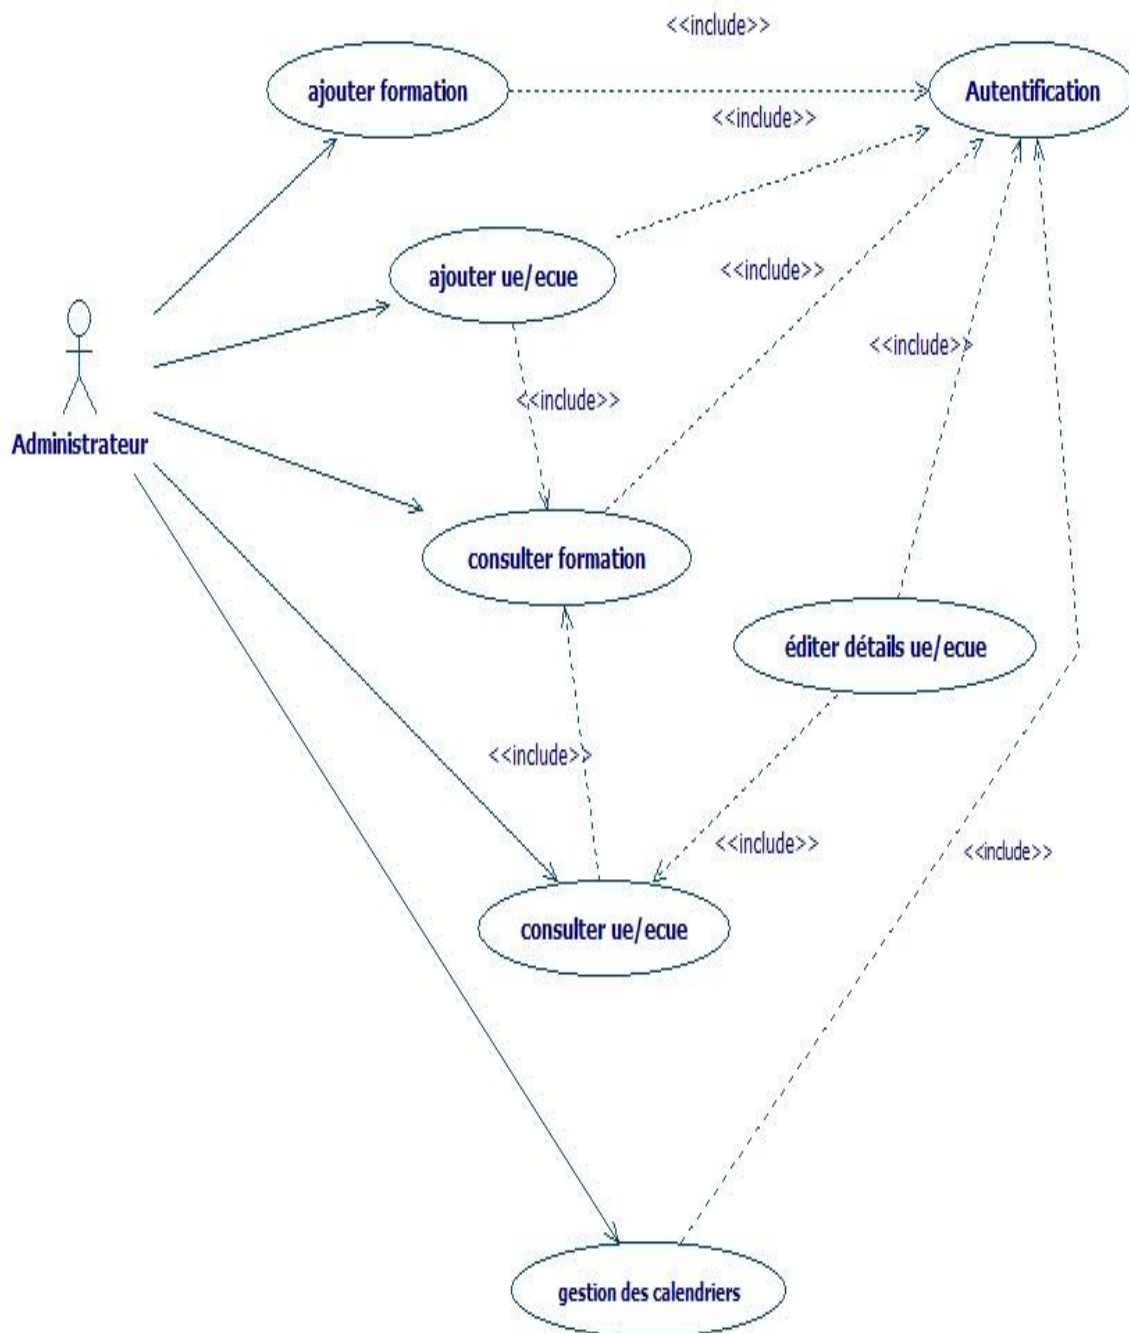 <<include>>
ajouter formation
Autentification
<<include>>
ajouter ue/ecue
<<include>>
<<include>>
<<include>>
Administrateur
consulter formation
éditer détails ue/ecue
<<include>>
<<include>>
<<include>>
consulter ue/ecue
gestion des calendriers